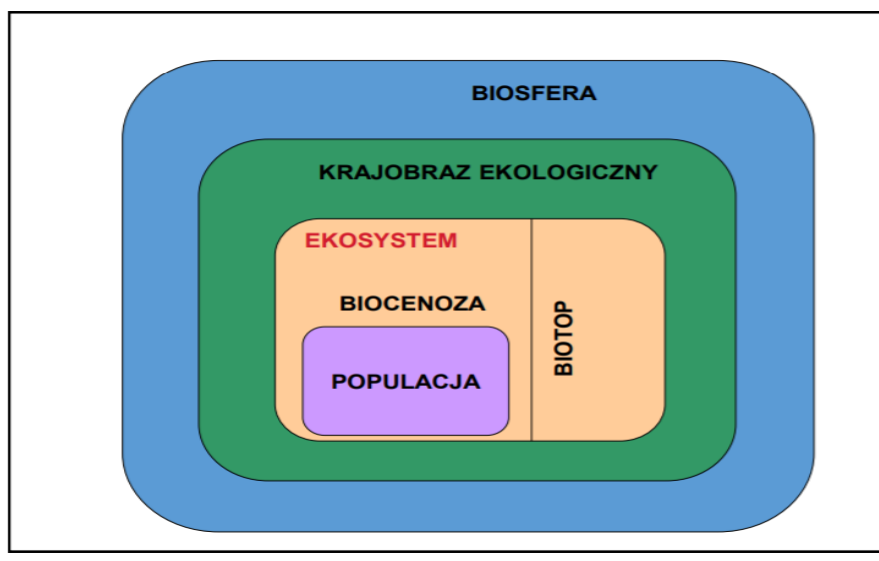 BIOSFERA
KRAJOBRAZ EKOLOGICZNY
EKOSYSTEM
BIOCENOZA
BIOTOP
POPULACJA